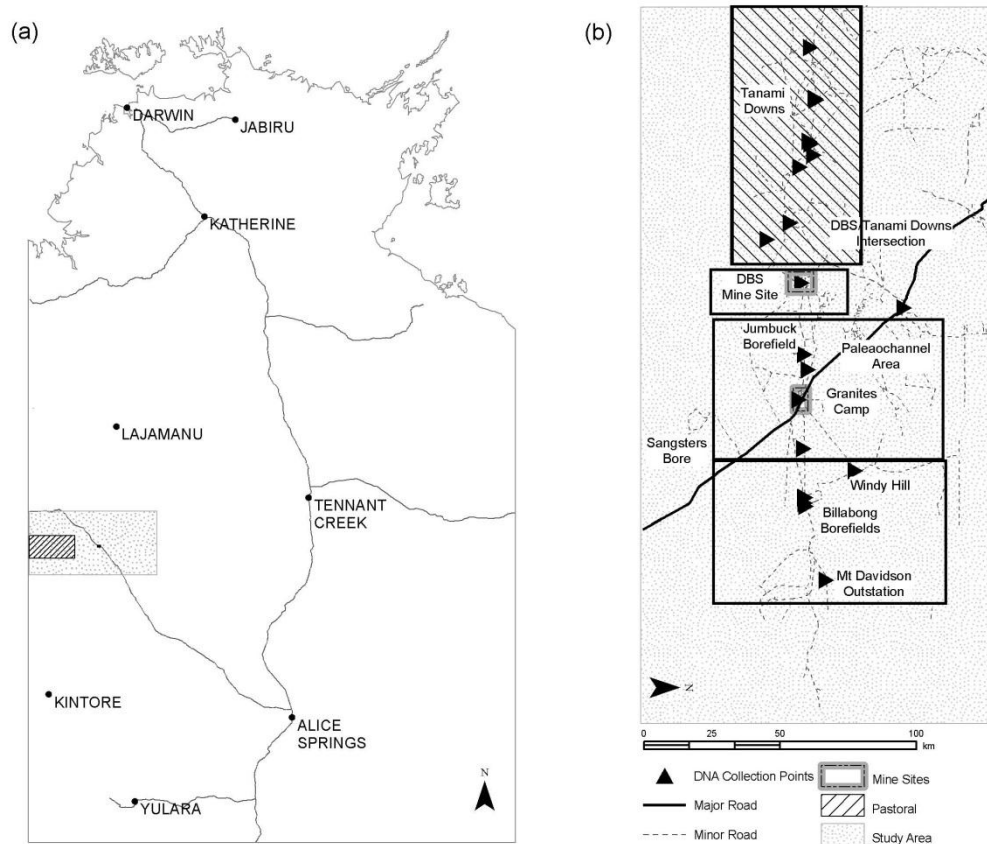 (a)
DARWIN
JABIRU
KATHERINE
LAJAMANU
TENNANT
CREEK
KINTORE
ALICE
SPRINGS
YULARA
N
(b)
Tanami
Downs
DBS/Tanami Downs
Intersection
DBS
Mine Site
Jumbuck
Borefield
Paleaochannel
Area
Granites
Camp
Sangsters
Bore
Windy Hill
Billabong
Borefields
Mt Davidson
Outstation
N
0 25 50 100
km
DNA Collection Points
Mine Sites
Major Road
Pastoral
Minor Road
Study Area